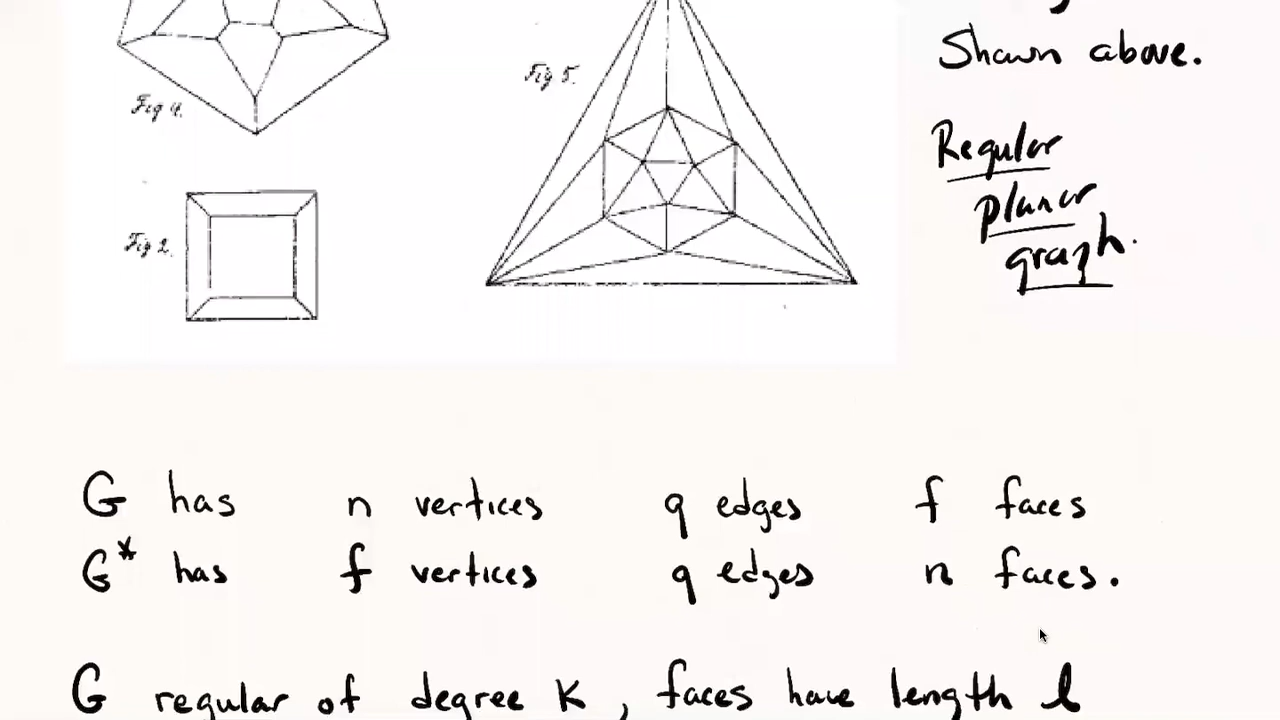 Shown above.
Fig 5.
Fig 4.
Regular
planar
graph.
Fig 2.
G has n vertices q edges f faces
G* has f vertices q edges n faces.
G regular of degree K, faces have length l